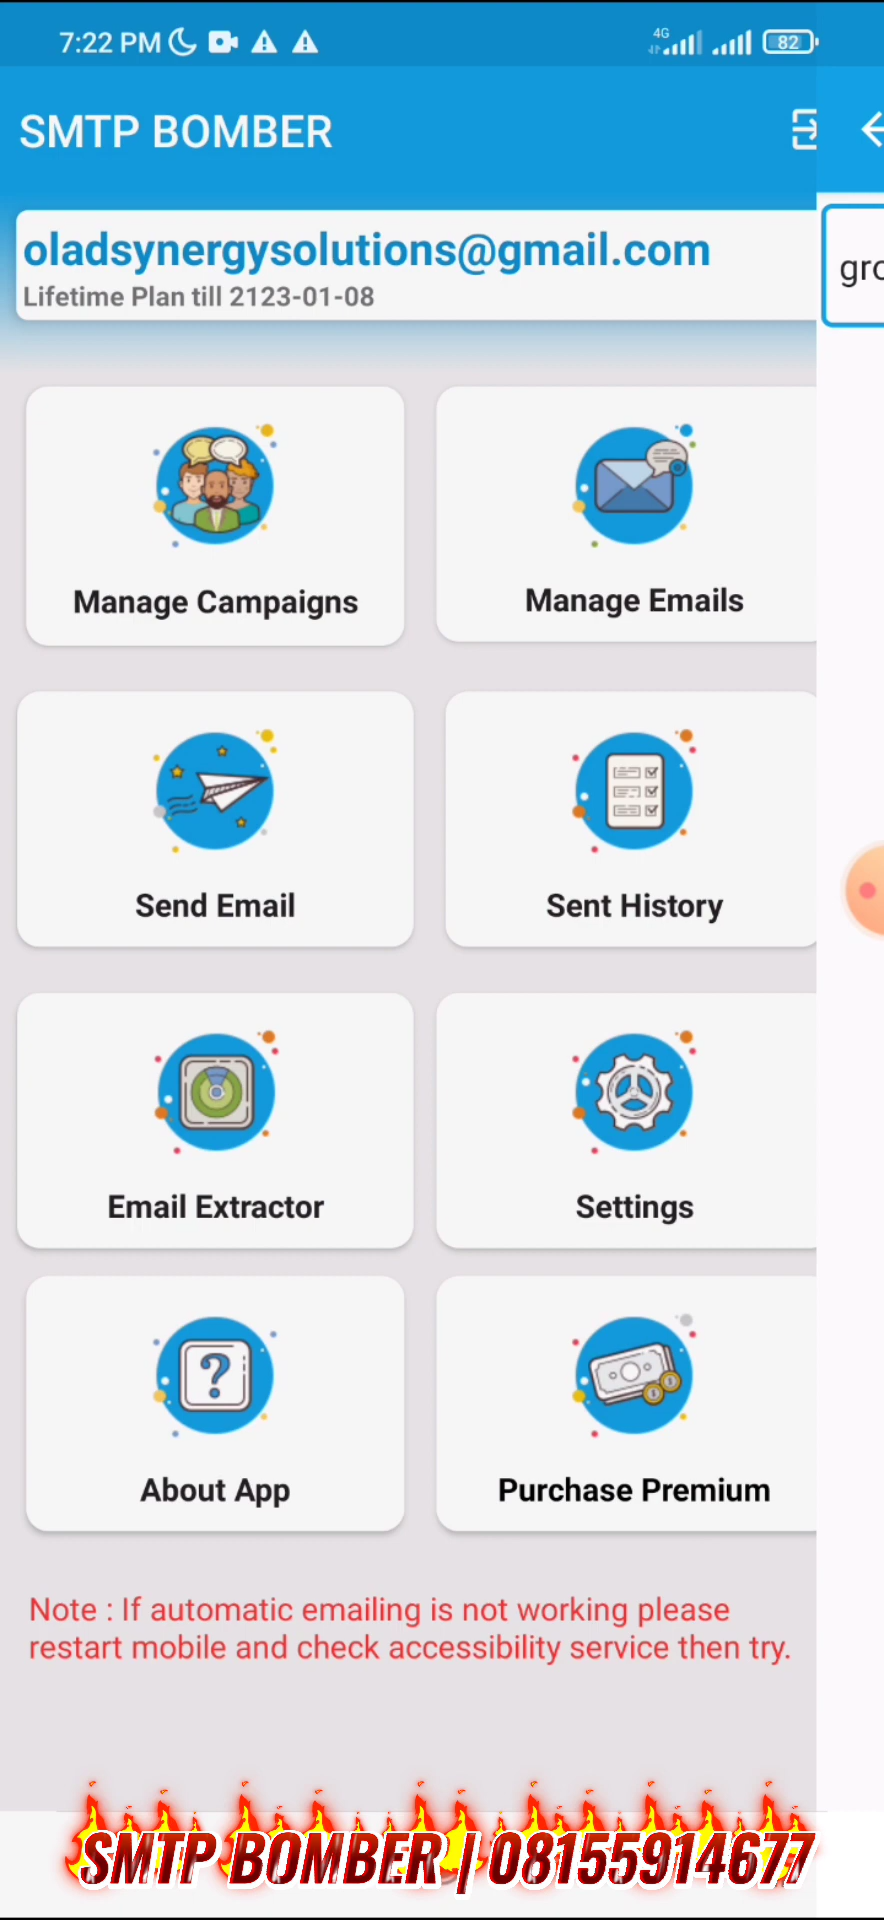 7:22 PM
4G
82
SMTP BOMBER
oladsynergysolutions@gmail.com
Lifetime Plan till 2123-01-08
Manage Campaigns
Manage Emails
Send Email
Sent History
Email Extractor
Settings
About App
Purchase Premium
Note : If automatic emailing is not working please
restart mobile and check accessibility service then try.
SMTP BOMBER | 08155914677